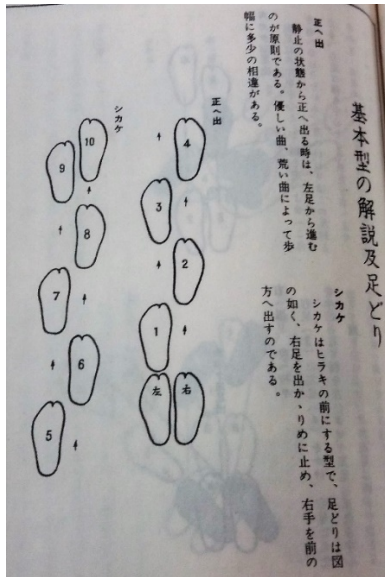 基本型の解説及足どり
シカケ
シカケはヒラキの前にする型で、足どりは図
の如く、右足を出か、りめに止め、右手を前の
方へ出すのである。
正へ出
静止の状態から正へ出る時は、左足から進む
のが原則である。優しい曲、荒い曲によって歩
幅に多少の相違がある。
正へ出
4
3
2
1
左
右
シカケ
10
9
8
7
6
5